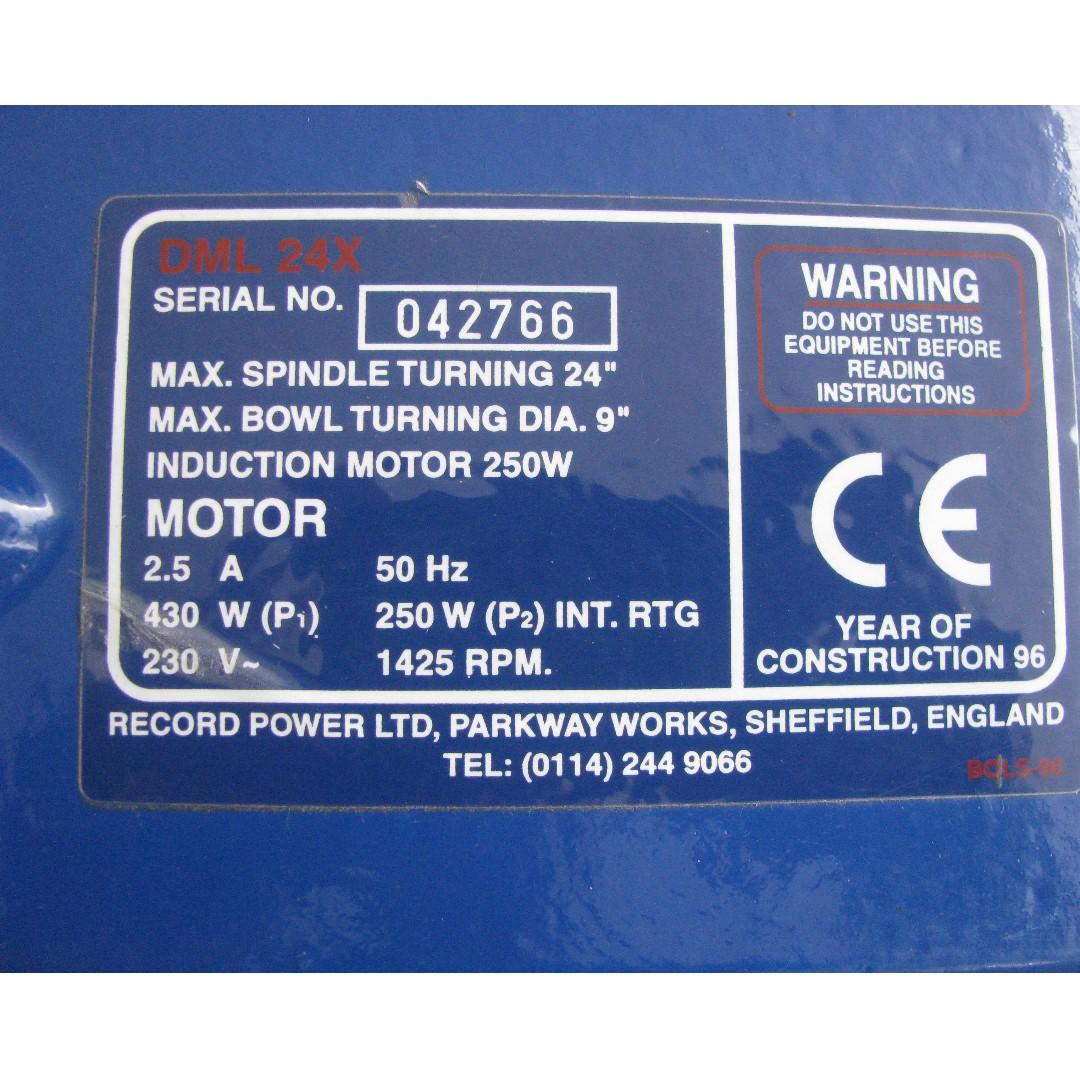 DML 24X
SERIAL NO. 042766
MAX. SPINDLE TURNING 24"
MAX. BOWL TURNING DIA. 9"
INDUCTION MOTOR 250W
MOTOR
2.5 A 50 Hz
430 W (P1) 250 W (P2) INT. RTG
230 V~ 1425 RPM.
WARNING
DO NOT USE THIS
EQUIPMENT BEFORE
READING
INSTRUCTIONS
CE
YEAR OF
CONSTRUCTION 96
RECORD POWER LTD, PARKWAY WORKS, SHEFFIELD, ENGLAND
TEL: (0114) 244 9066